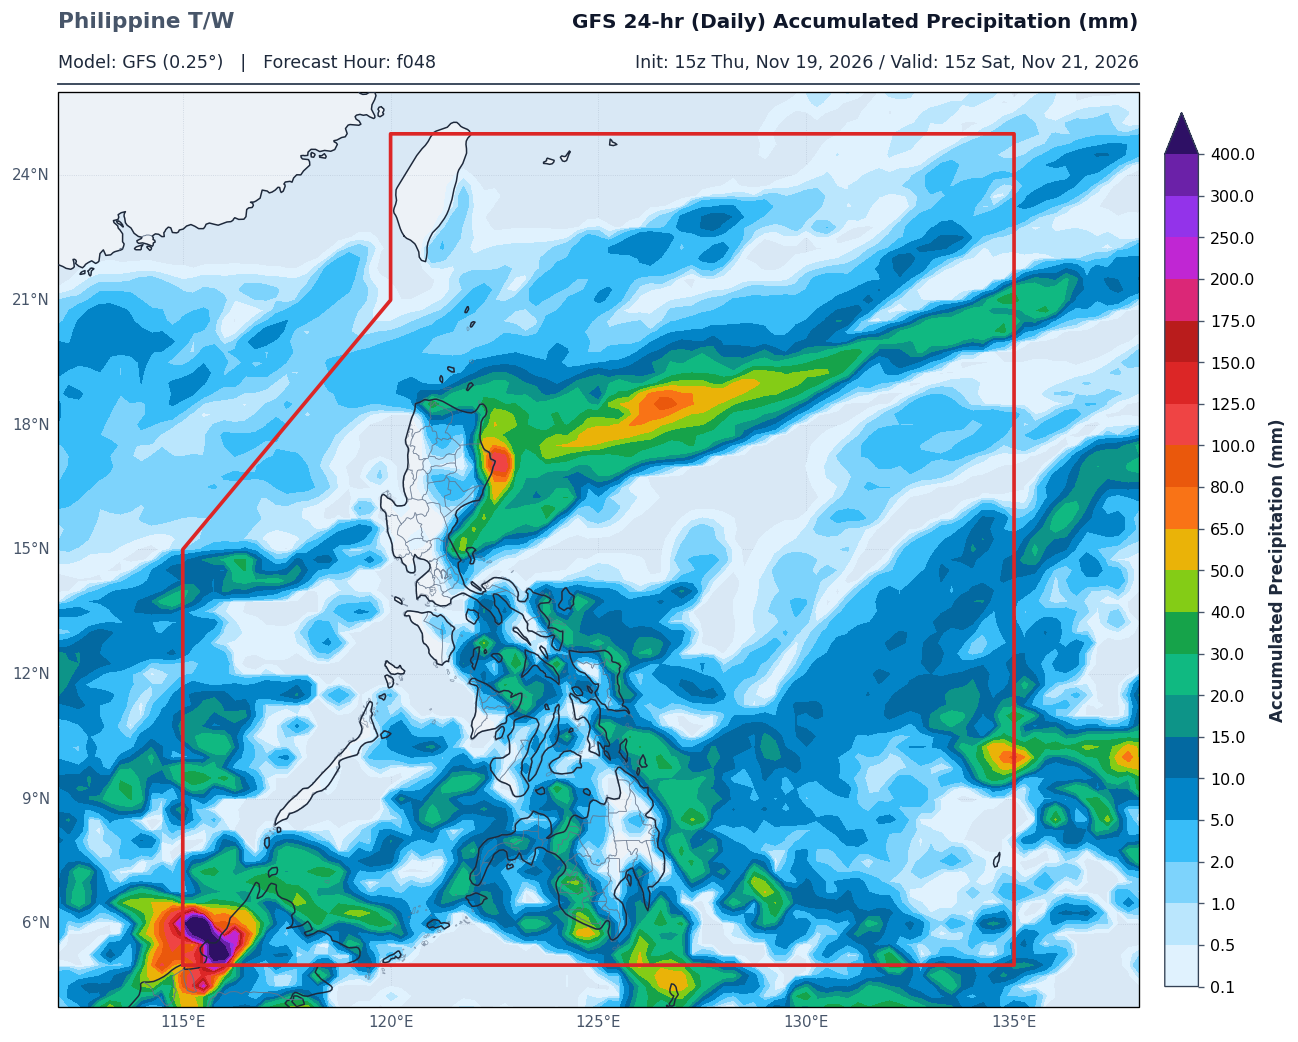 Philippine T/W
GFS 24-hr (Daily) Accumulated Precipitation (mm)
Model: GFS (0.25°)   |   Forecast Hour: f048
Init: 15z Thu, Nov 19, 2026 / Valid: 15z Sat, Nov 21, 2026
24°N
21°N
18°N
15°N
12°N
9°N
6°N
115°E
120°E
125°E
130°E
135°E
400.0
300.0
250.0
200.0
175.0
150.0
125.0
100.0
80.0
65.0
50.0
40.0
30.0
20.0
15.0
10.0
5.0
2.0
1.0
0.5
0.1
Accumulated Precipitation (mm)